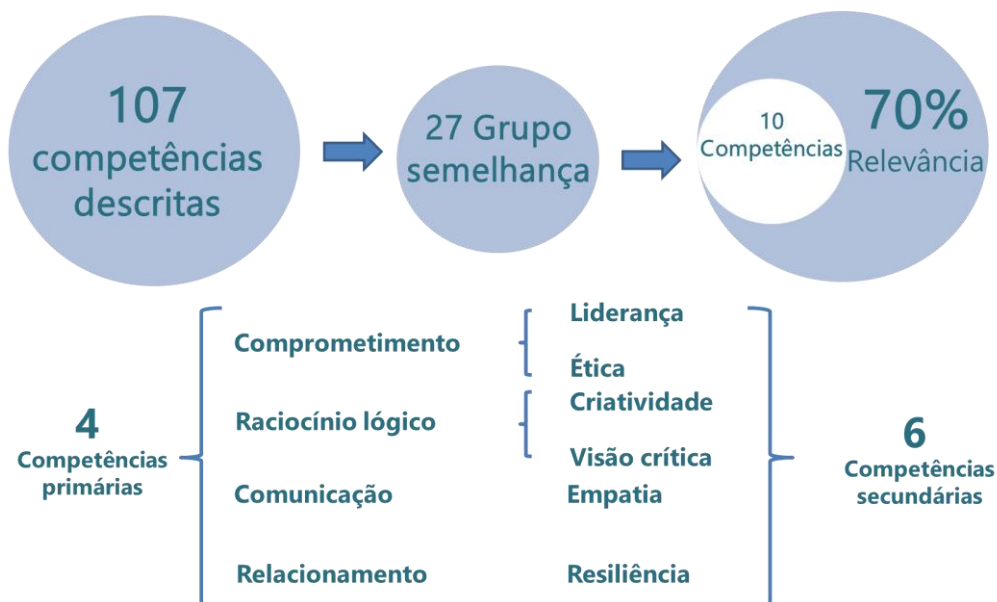 107
competências
descritas
27 Grupo
semelhança
10
Competências
70%
Relevância
4
Competências
primárias
Comprometimento
Raciocínio lógico
Comunicação
Relacionamento
Liderança
Ética
Criatividade
Visão crítica
Empatia
Resiliência
6
Competências
secundárias